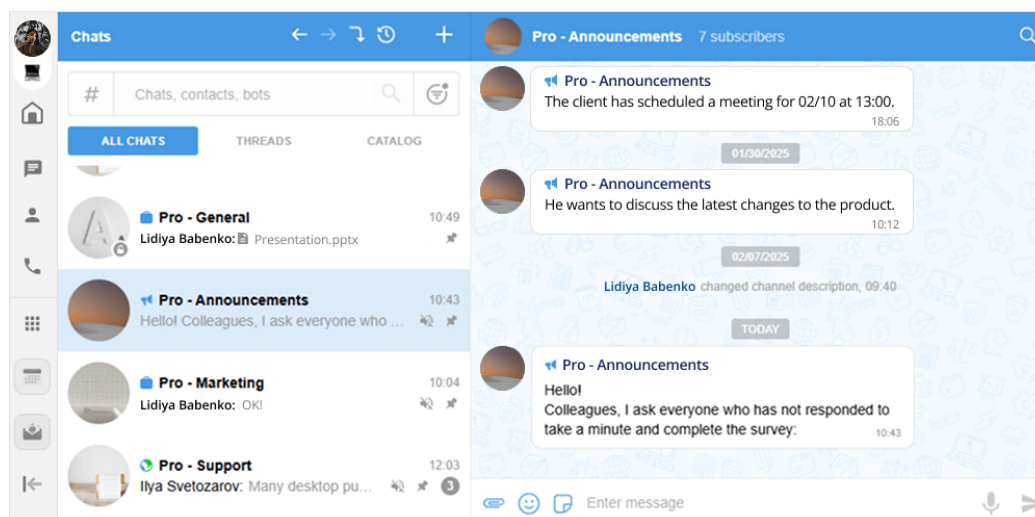 Chats
#
Chats, contacts, bots
ALL CHATS
THREADS
CATALOG
Pro - General
10:49
Lidiya Babenko:
Presentation.pptx
Pro - Announcements
10:43
Hello! Colleagues, I ask everyone who ...
Pro - Marketing
10:04
Lidiya Babenko: OK!
Pro - Support
12:03
Ilya Svetozarov: Many desktop pu...
3
Pro - Announcements 7 subscribers
Pro - Announcements
The client has scheduled a meeting for 02/10 at 13:00.
18:06
01/30/2025
Pro - Announcements
He wants to discuss the latest changes to the product.
10:12
02/07/2025
Lidiya Babenko changed channel description, 09:40
TODAY
Pro - Announcements
Hello!
Colleagues, I ask everyone who has not responded to
take a minute and complete the survey:
10:43
Enter message